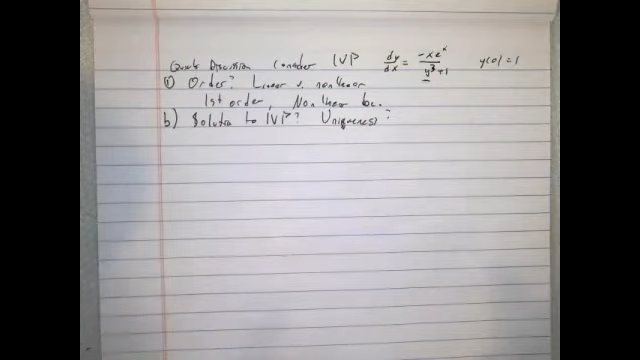 Quick Discussion Consider IVP dy/dx = -xe^x/(y^3+1) y(0)=1
a) Order? Linear v. nonlinear
1st order, Nonlinear bc.
b) Solution to IVP? Uniqueness?